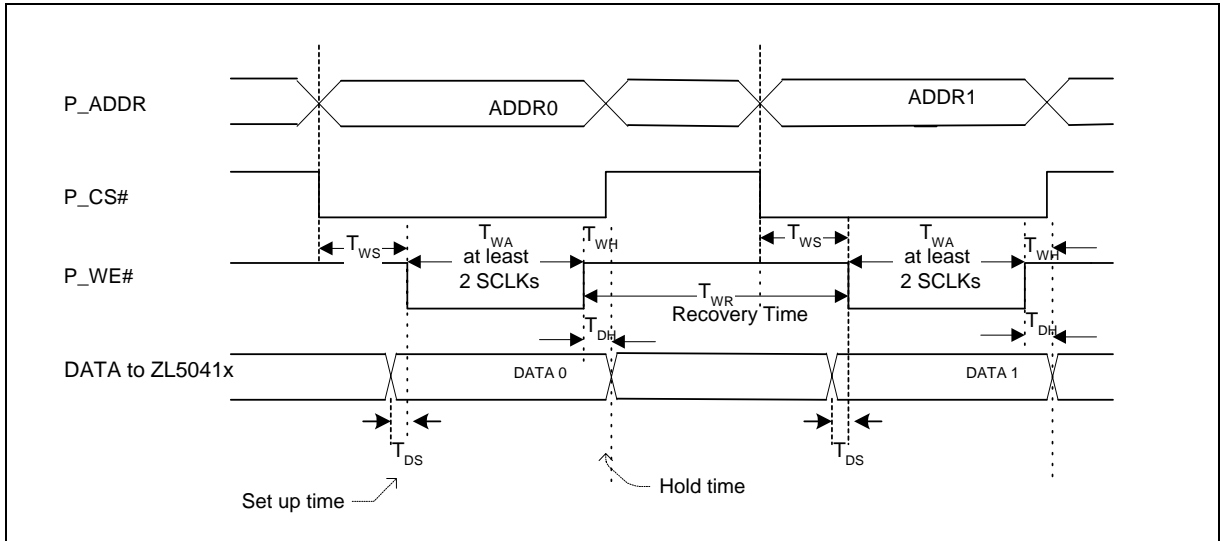 P_ADDR
ADDR0
ADDR1
P_CS#
TWS
TWA
at least
2 SCLKs
TWH
TWS
TWA
at least
2 SCLKs
TWH
P_WE#
TWR
Recovery Time
TDH
TDH
DATA to ZL5041x
DATA 0
DATA 1
TDS
TDS
Set up time
Hold time